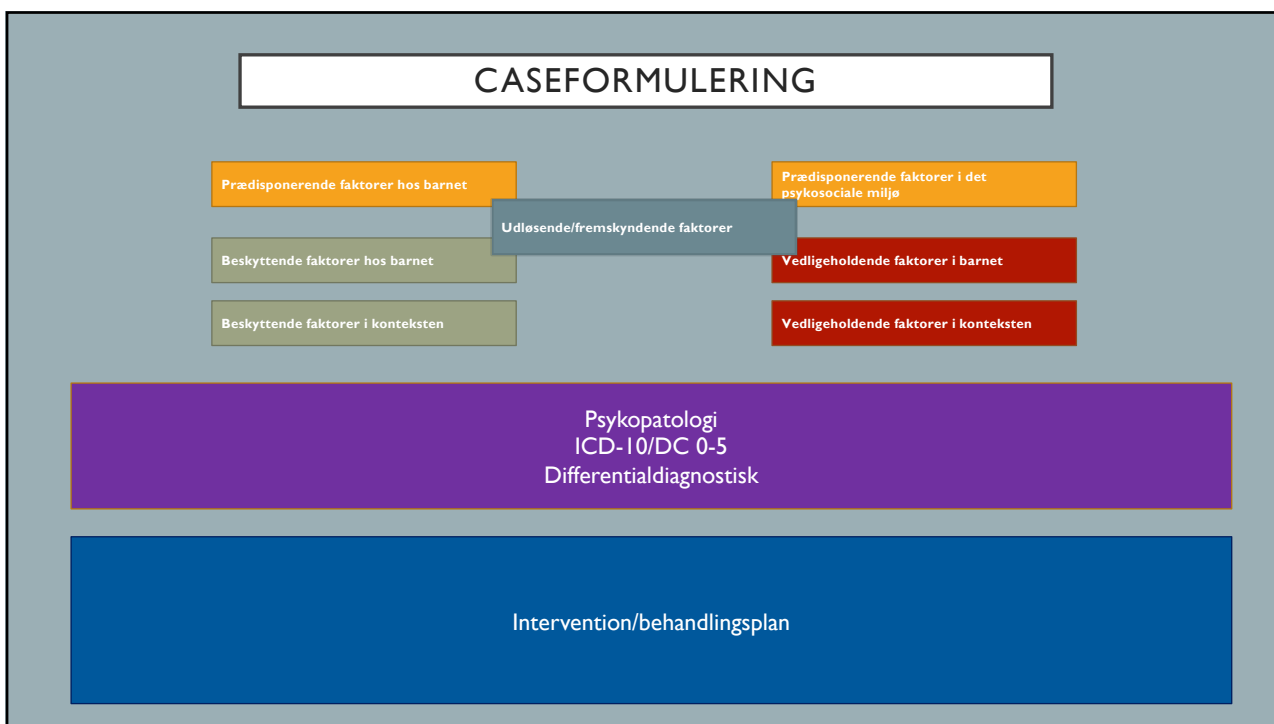 CASEFORMULERING
Prædisponerende faktorer hos barnet
Prædisponerende faktorer i det
psykosociale miljø
Udløsende/fremskyndende faktorer
Beskyttende faktorer hos barnet
Vedligeholdende faktorer i barnet
Beskyttende faktorer i konteksten
Vedligeholdende faktorer i konteksten
Psykopatologi
ICD-10/DC 0-5
Differentialdiagnostisk
Intervention/behandlingsplan